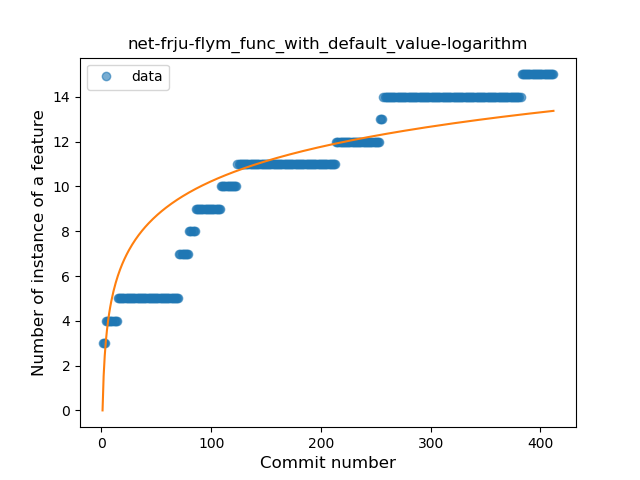 net-frju-flym_func_with_default_value-logarithm
data
Number of instance of a feature
14
12
10
8
6
4
2
0
0 100 200 300 400
Commit number